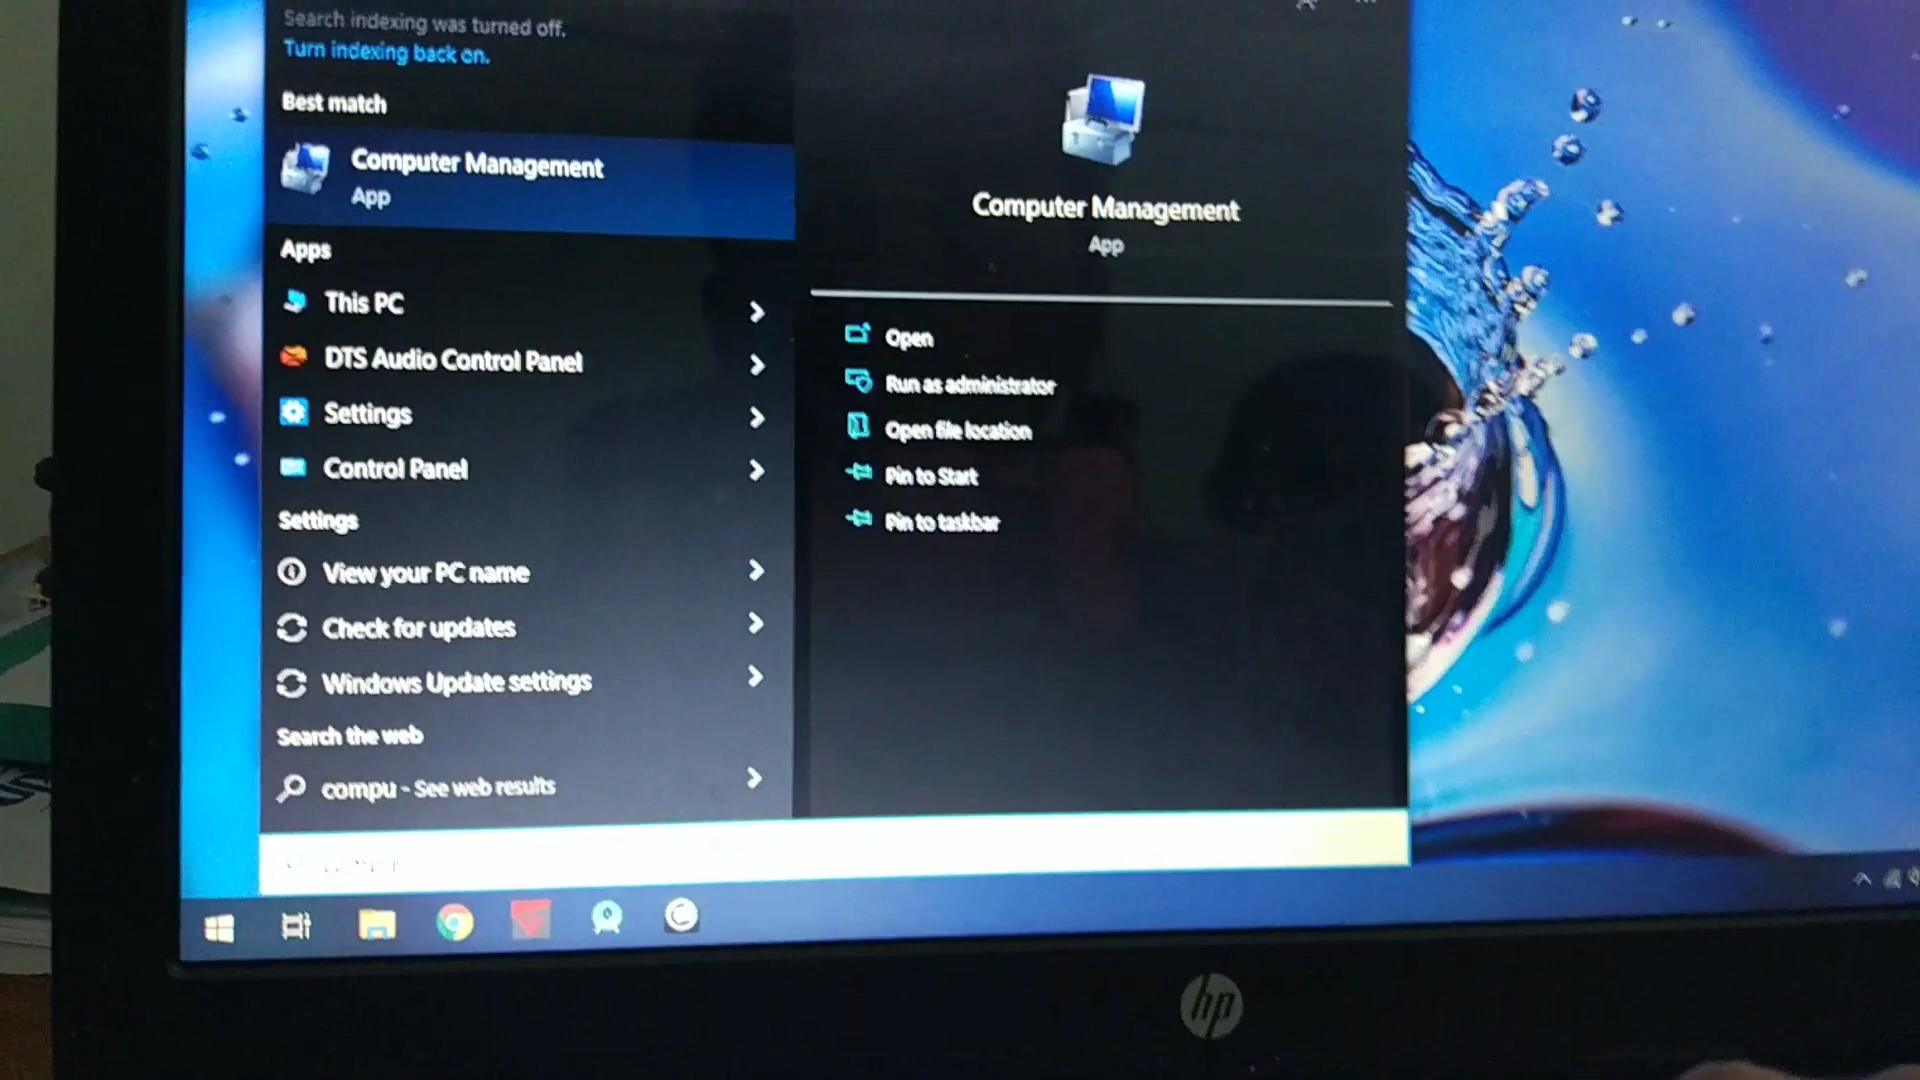 Search indexing was turned off.
Turn indexing back on.
Best match
Computer Management
App
Apps
This PC
DTS Audio Control Panel
Settings
Control Panel
Settings
View your PC name
Check for updates
Windows Update settings
Search the web
compu - See web results
Computer Management
App
Open
Run as administrator
Open file location
Pin to Start
Pin to taskbar
hp